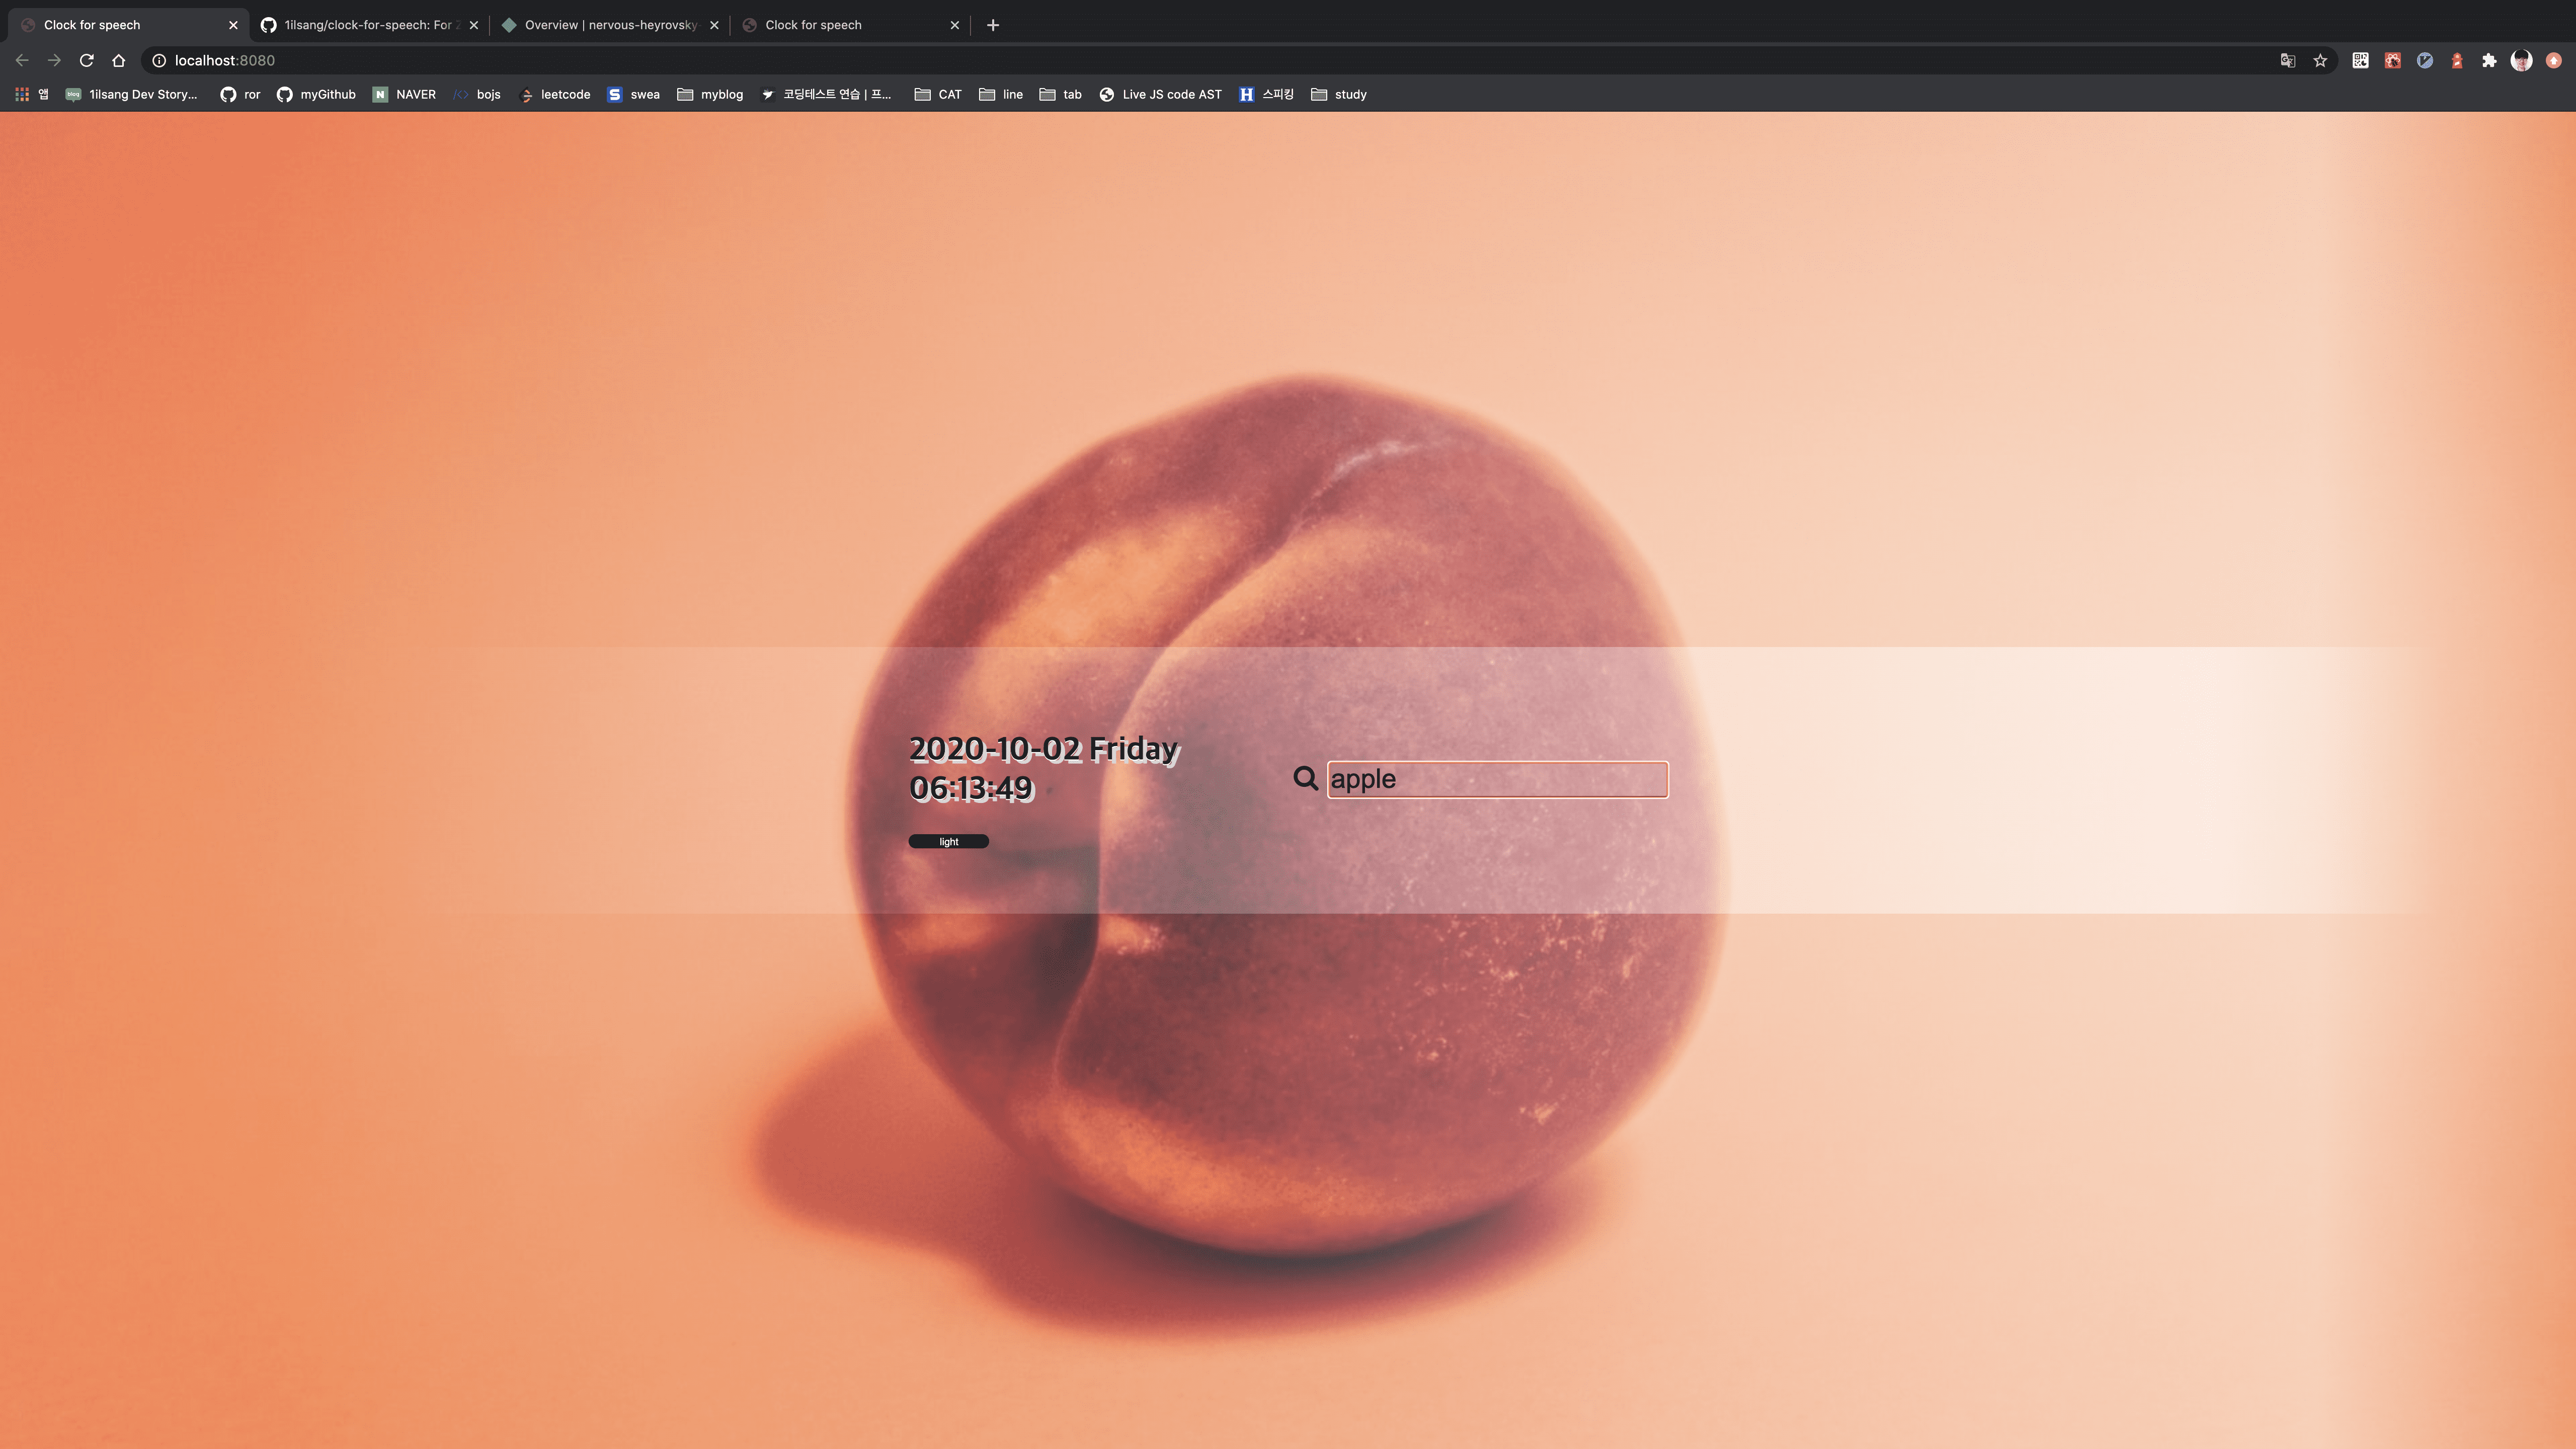 Clock for speech
1ilsang/clock-for-speech: For
Overview | nervous-heyrovsky-
Clock for speech
localhost:8080
앱
1ilsang Dev Story...
ror
myGithub
NAVER
bojs
leetcode
swea
myblog
코딩테스트 연습 | 프...
CAT
line
tab
Live JS code AST
스피킹
study
2020-10-02 Friday
06:13:49
apple
light